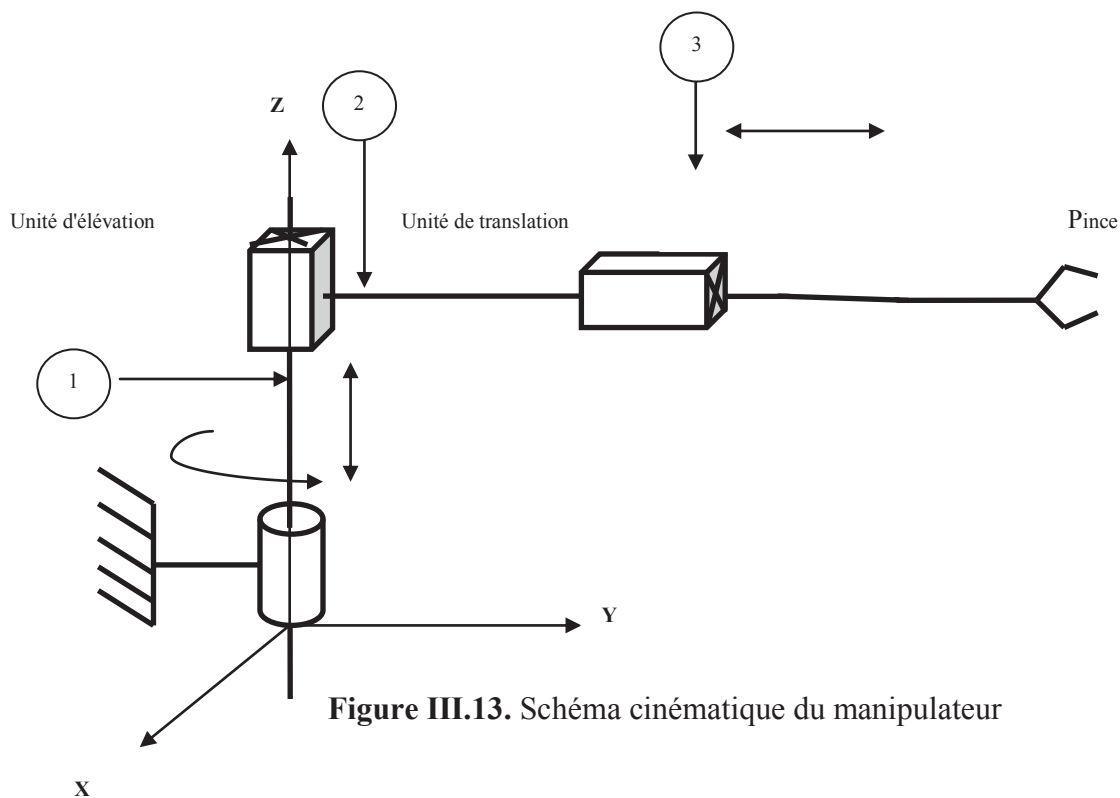 3
2
Z
Unité d'élévation
Unité de translation
Pince
1
Y
Figure III.13. Schéma cinématique du manipulateur
X